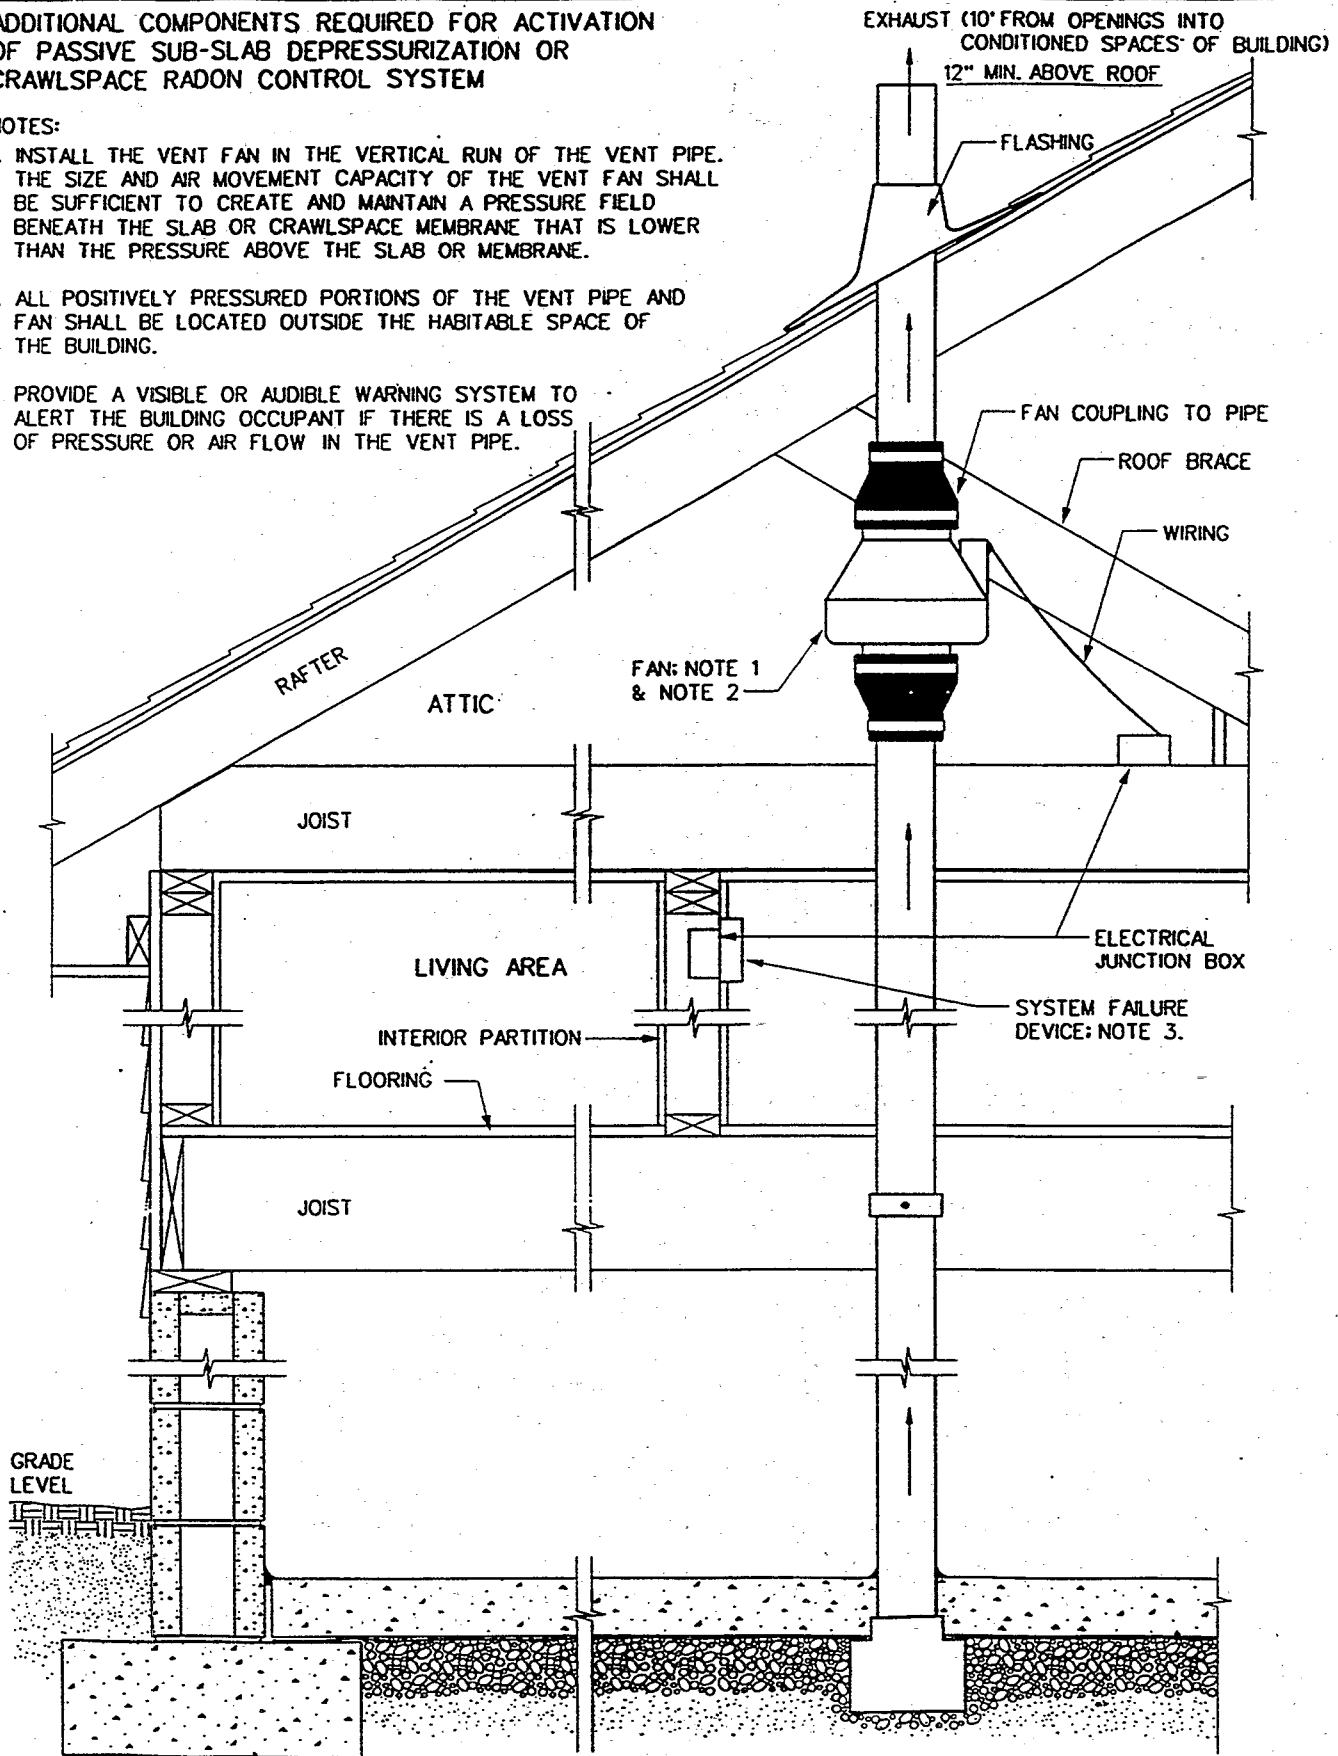 ADDITIONAL COMPONENTS REQUIRED FOR ACTIVATION
OF PASSIVE SUB-SLAB DEPRESSURIZATION OR
CRAWLSPACE RADON CONTROL SYSTEM
NOTES:
. INSTALL THE VENT FAN IN THE VERTICAL RUN OF THE VENT PIPE.
THE SIZE AND AIR MOVEMENT CAPACITY OF THE VENT FAN SHALL
BE SUFFICIENT TO CREATE AND MAINTAIN A PRESSURE FIELD
BENEATH THE SLAB OR CRAWLSPACE MEMBRANE THAT IS LOWER
THAN THE PRESSURE ABOVE THE SLAB OR MEMBRANE.
. ALL POSITIVELY PRESSURED PORTIONS OF THE VENT PIPE AND
FAN SHALL BE LOCATED OUTSIDE THE HABITABLE SPACE OF
THE BUILDING.
PROVIDE A VISIBLE OR AUDIBLE WARNING SYSTEM TO
ALERT THE BUILDING OCCUPANT IF THERE IS A LOSS
OF PRESSURE OR AIR FLOW IN THE VENT PIPE.
EXHAUST (10' FROM OPENINGS INTO
CONDITIONED SPACES OF BUILDING)
12" MIN. ABOVE ROOF
FLASHING
FAN COUPLING TO PIPE
ROOF BRACE
WIRING
FAN; NOTE 1
& NOTE 2
RAFTER
ATTIC
JOIST
LIVING AREA
ELECTRICAL
JUNCTION BOX
SYSTEM FAILURE
DEVICE; NOTE 3.
INTERIOR PARTITION
FLOORING
JOIST
GRADE
LEVEL